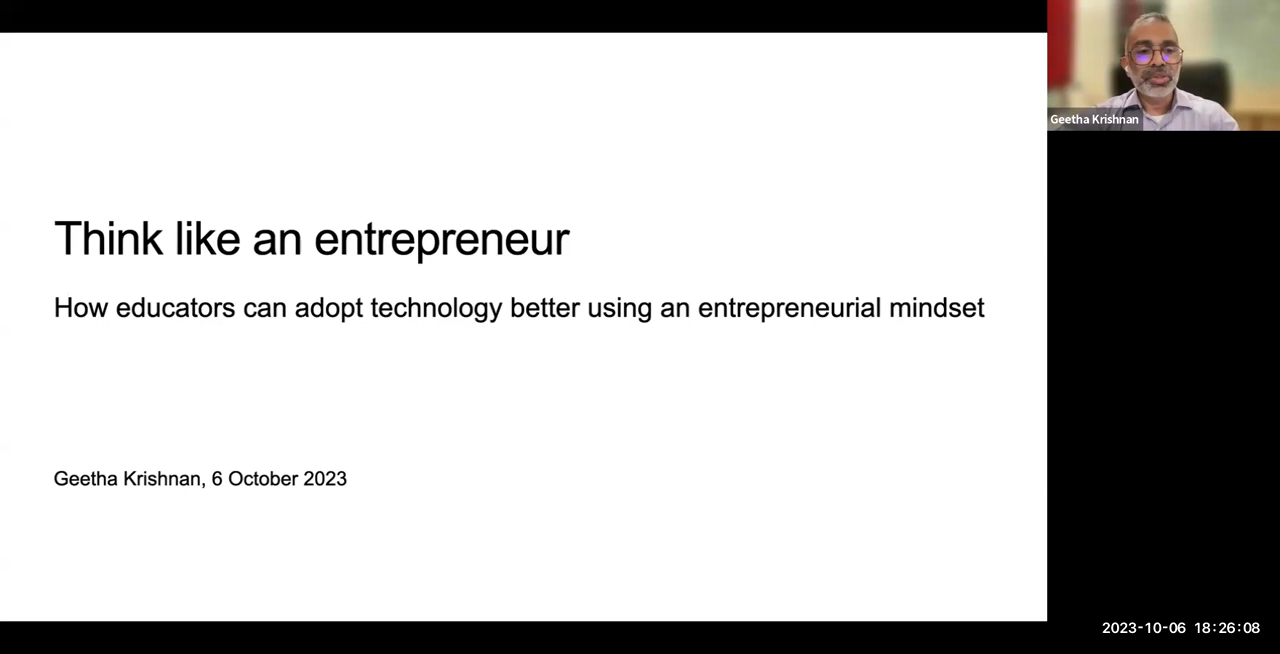 Think like an entrepreneur
How educators can adopt technology better using an entrepreneurial mindset
Geetha Krishnan, 6 October 2023
Geetha Krishnan
2023-10-06 18:26:08